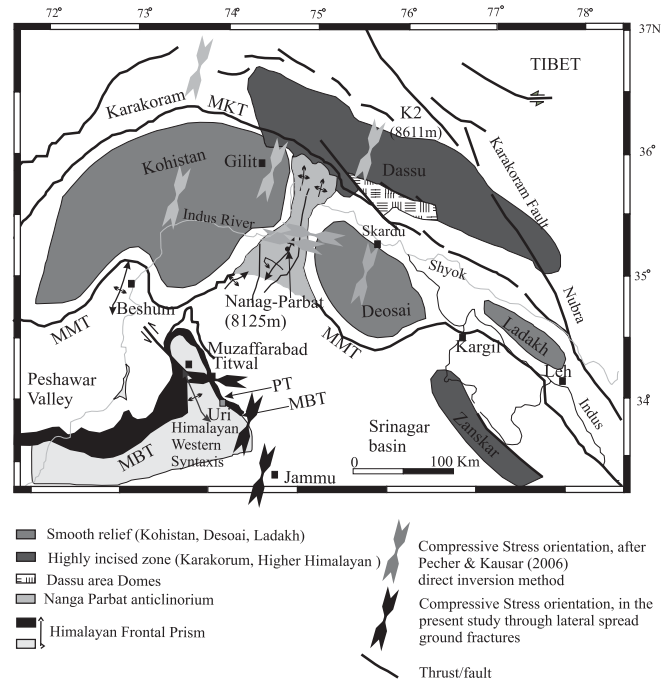 72° 73° 74° 75° 76° 77° 78°
37N
TIBET
Karakoram
MKT
K2
(8611m)
Karakoram Fault
36°
Kohistan
Gilit
Dassu
Indus River
Skardu
Shyok
35°
Beshum
Nanag-Parbat
(8125m)
Deosai
Nubra
MMT
MMT
Ladakh
Muzaffarabad
Titwal
Kargil
Leh
Peshawar
Valley
PT
MBT
Indus
34°
Uri
Himalayan
Western
Syntaxis
Srinagar
basin
Zanskar
MBT
0 100 Km
Jammu
Smooth relief (Kohistan, Desoai, Ladakh)
Highly incised zone (Karakorum, Higher Himalayan )
Dassu area Domes
Nanga Parbat anticlinorium
Himalayan Frontal Prism
Compressive Stress orientation, after
Pecher & Kausar (2006)
direct inversion method
Compressive Stress orientation, in the
present study through lateral spread
ground fractures
Thrust/fault